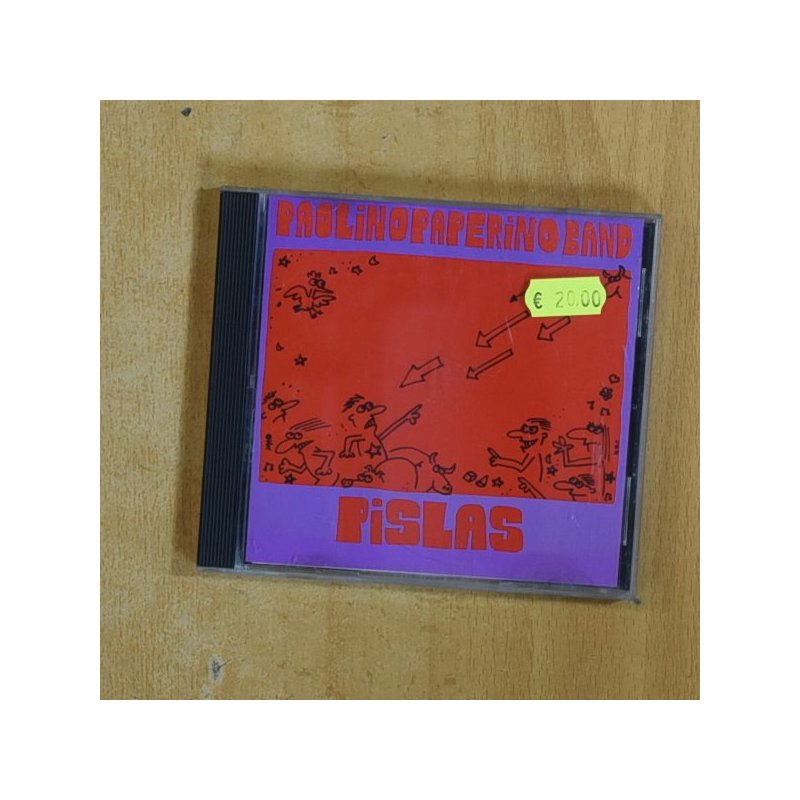 PAOLiNOPAPERiNO BAND
€ 20.00
PiSLAS